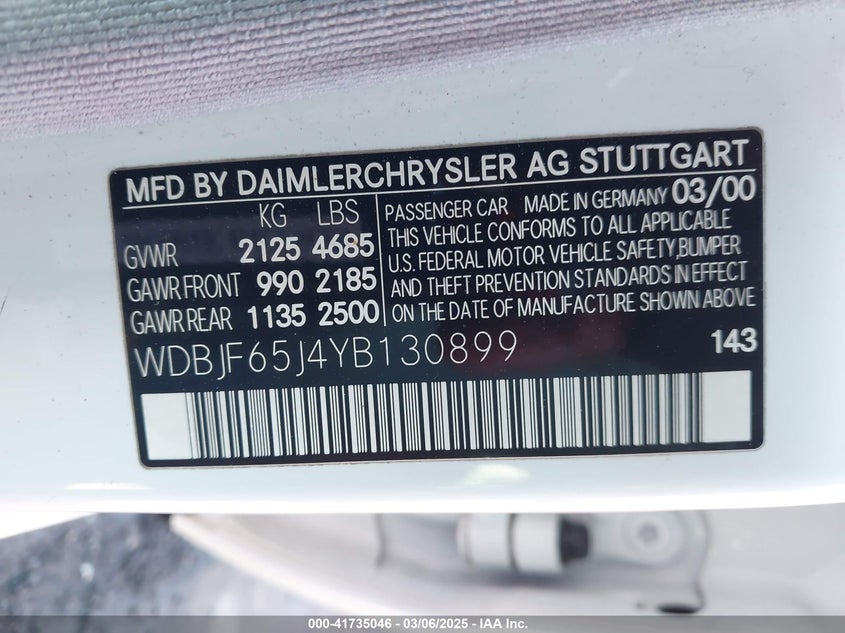 MFD BY DAIMLERCHRYSLER AG STUTTGART
KG LBS
GVWR 2125 4685
GAWR FRONT 990 2185
GAWR REAR 1135 2500
PASSENGER CAR MADE IN GERMANY 03/00
THIS VEHICLE CONFORMS TO ALL APPLICABLE
U.S. FEDERAL MOTOR VEHICLE SAFETY,BUMPER
AND THEFT PREVENTION STANDARDS IN EFFECT
ON THE DATE OF MANUFACTURE SHOWN ABOVE
WDBJF65J4YB130899 143
000-41735046 - 03/06/2025 - IAA Inc.